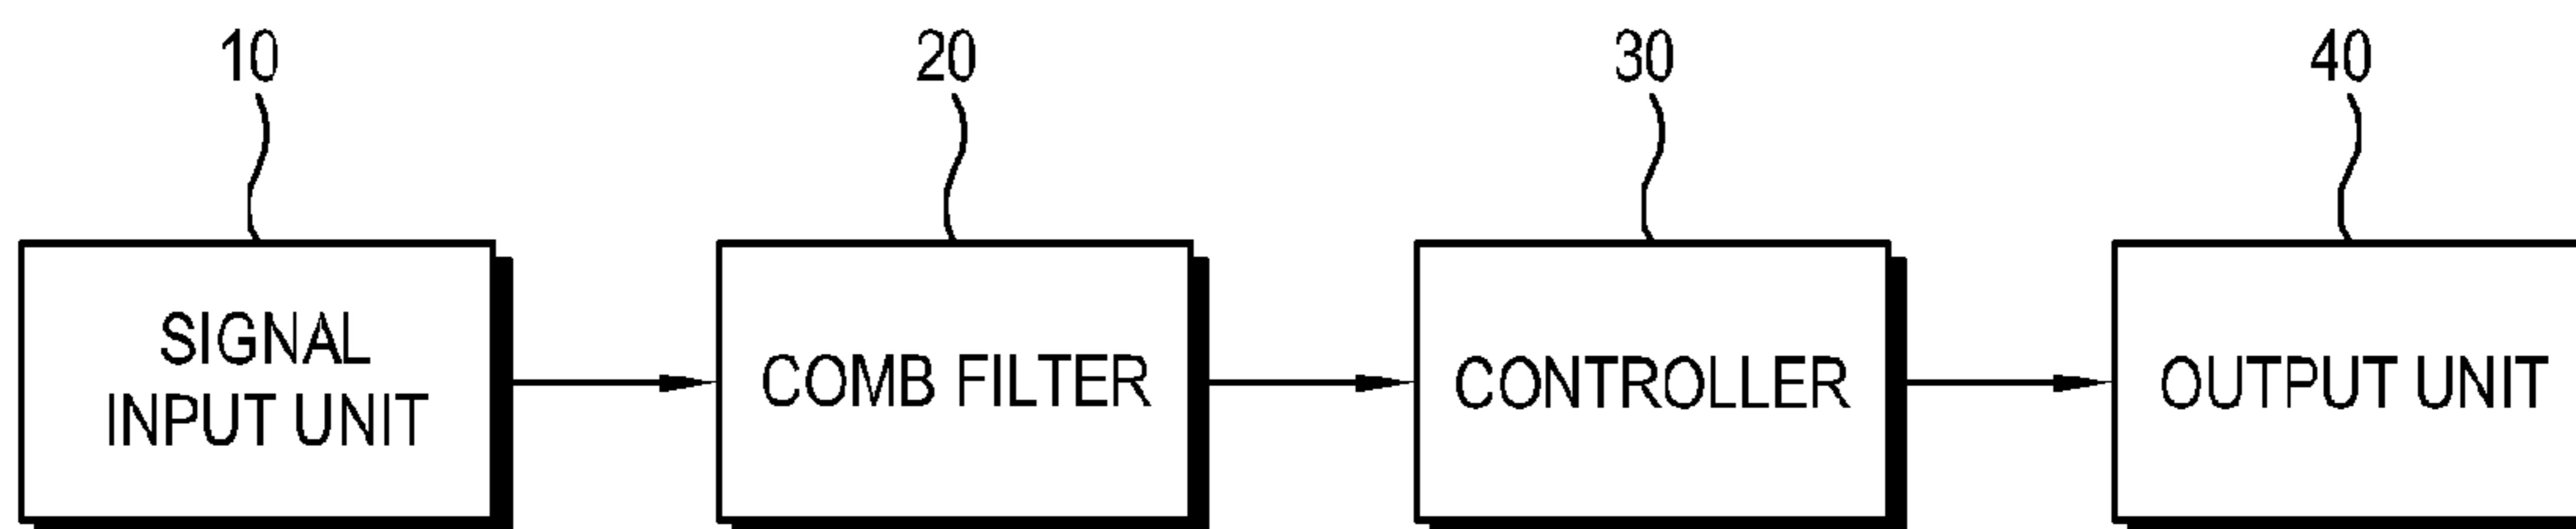 10
20
30
40
SIGNAL
INPUT UNIT
COMB FILTER
CONTROLLER
OUTPUT UNIT